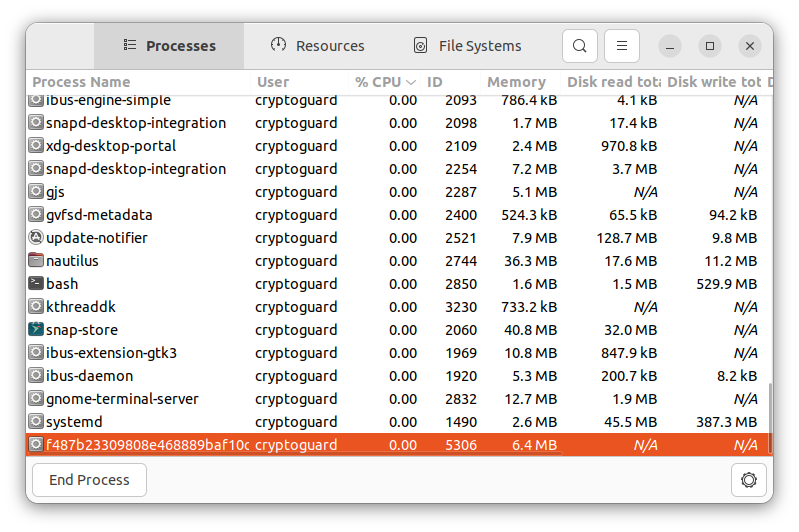 Processes Resources File Systems
Process Name User % CPU ID Memory Disk read tota Disk write tot D
ibus-engine-simple cryptoguard 0.00 2093 786.4 kB 4.1 kB N/A
snapd-desktop-integration cryptoguard 0.00 2098 1.7 MB 17.4 kB N/A
xdg-desktop-portal cryptoguard 0.00 2109 2.4 MB 970.8 kB N/A
snapd-desktop-integration cryptoguard 0.00 2254 7.2 MB 3.7 MB N/A
gjs cryptoguard 0.00 2287 5.1 MB N/A N/A
gvfsd-metadata cryptoguard 0.00 2400 524.3 kB 65.5 kB 94.2 kB
update-notifier cryptoguard 0.00 2521 7.9 MB 128.7 MB 9.8 MB
nautilus cryptoguard 0.00 2744 36.3 MB 17.6 MB 11.2 MB
bash cryptoguard 0.00 2850 1.6 MB 1.5 MB 529.9 MB
kthreaddk cryptoguard 0.00 3230 733.2 kB N/A N/A
snap-store cryptoguard 0.00 2060 40.8 MB 32.0 MB N/A
ibus-extension-gtk3 cryptoguard 0.00 1969 10.8 MB 847.9 kB N/A
ibus-daemon cryptoguard 0.00 1920 5.3 MB 200.7 kB 8.2 kB
gnome-terminal-server cryptoguard 0.00 2832 12.7 MB 1.9 MB N/A
systemd cryptoguard 0.00 1490 2.6 MB 45.5 MB 387.3 MB
f487b23309808e468889baf10c cryptoguard 0.00 5306 6.4 MB N/A N/A
End Process